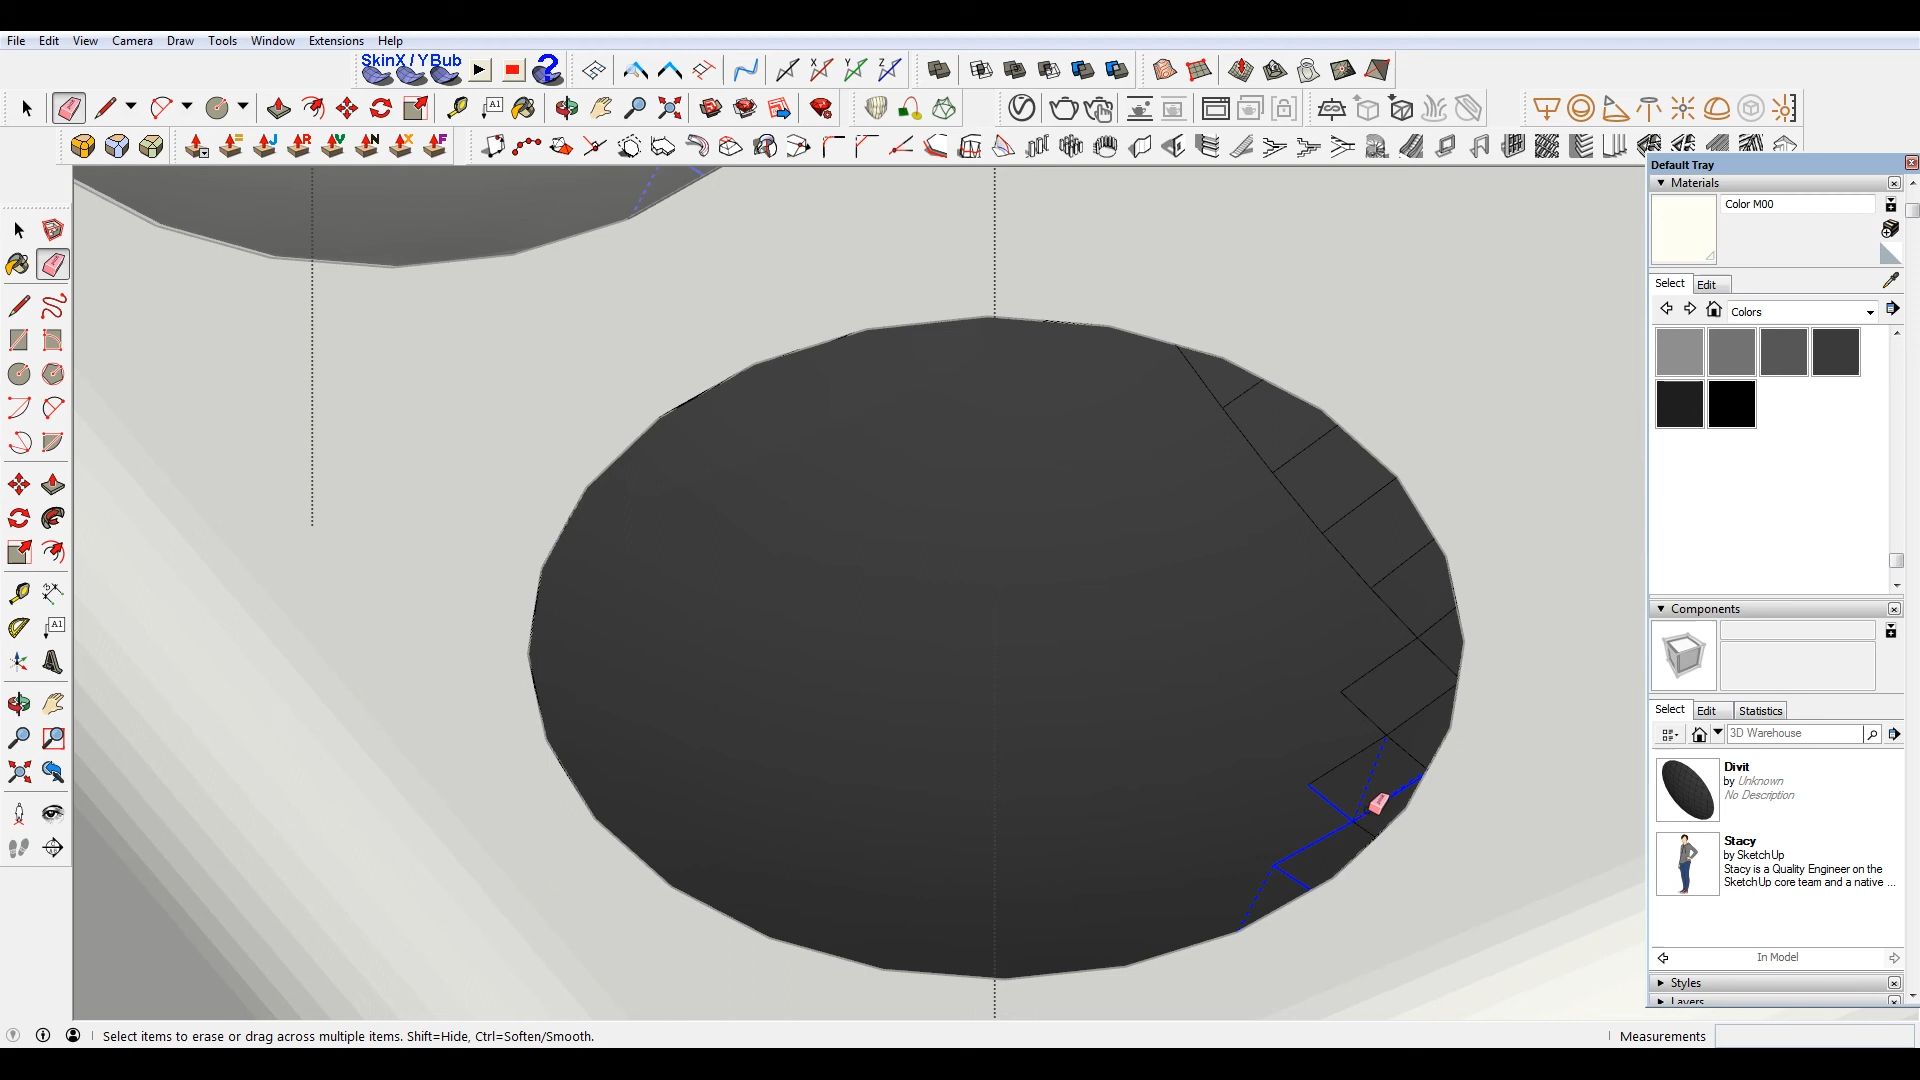 File Edit View Camera Draw Tools Window Extensions Help
SkinX / YBub
?
X Y Z
A1
= J R V N X F
Default Tray
Materials
Color M00
Select Edit
Colors
A1
Components
Select Edit Statistics
3D Warehouse
Divit
by Unknown
No Description
Stacy
by SketchUp
Stacy is a Quality Engineer on the
SketchUp core team and a native ...
In Model
Styles
Layers
Select items to erase or drag across multiple items. Shift=Hide, Ctrl=Soften/Smooth.
Measurements